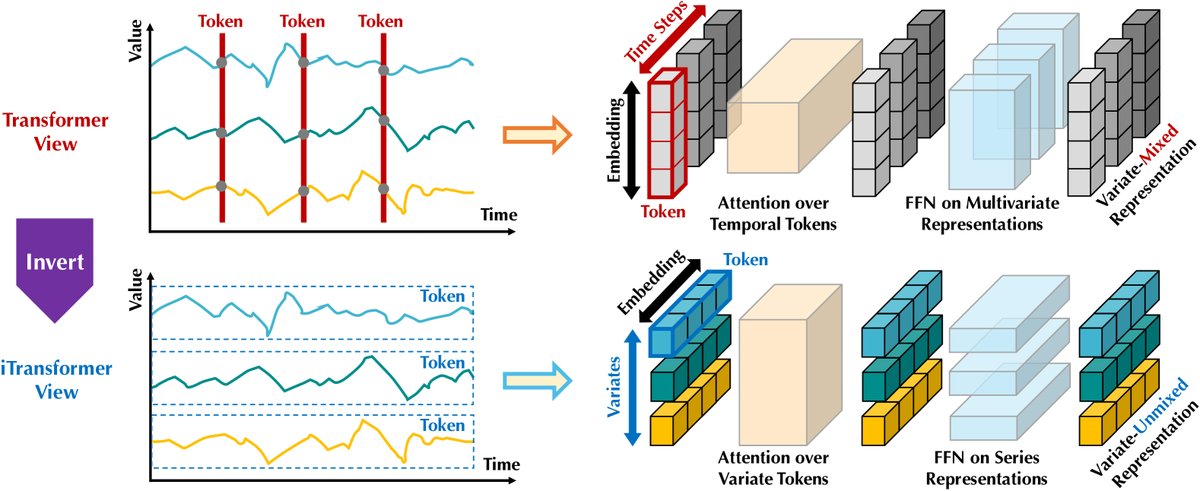 Token
Token
Token
Value
Transformer
View
Time
Time Steps
Embedding
Token
Attention over
Temporal Tokens
FFN on Multivariate
Representations
Variate-Mixed
Representation
Invert
iTransformer
View
Value
Token
Token
Token
Time
Embedding
Token
Variates
Attention over
Variate Tokens
FFN on Series
Representations
Variate-Unmixed
Representation